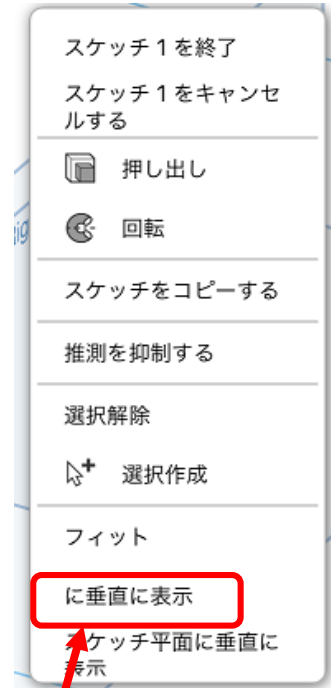 スケッチ 1 を終了
スケッチ 1 をキャンセ
ルする
押し出し
回転
スケッチをコピーする
推測を抑制する
選択解除
選択作成
フィット
に垂直に表示
スケッチ平面に垂直に
表示